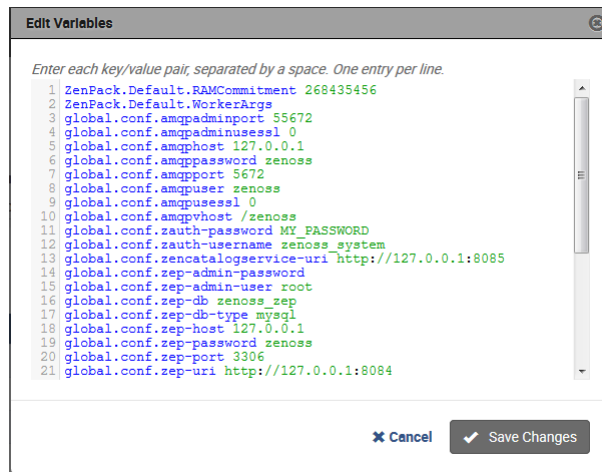 Edit Variables
Enter each key/value pair, separated by a space. One entry per line.
1 ZenPack.Default.RAMCommitment 268435456
2 ZenPack.Default.WorkerArgs
3 global.conf.amqpadminport 55672
4 global.conf.amqpadminusessl 0
5 global.conf.amqphost 127.0.0.1
6 global.conf.amqppassword zenoss
7 global.conf.amqpport 5672
8 global.conf.amqpuser zenoss
9 global.conf.amqpusessl 0
10 global.conf.amqpvhost /zenoss
11 global.conf.zauth-password MY_PASSWORD
12 global.conf.zauth-username zenoss_system
13 global.conf.zencatalogservice-uri http://127.0.0.1:8085
14 global.conf.zep-admin-password
15 global.conf.zep-admin-user root
16 global.conf.zep-db zenoss_zep
17 global.conf.zep-db-type mysql
18 global.conf.zep-host 127.0.0.1
19 global.conf.zep-password zenoss
20 global.conf.zep-port 3306
21 global.conf.zep-uri http://127.0.0.1:8084
Cancel
Save Changes